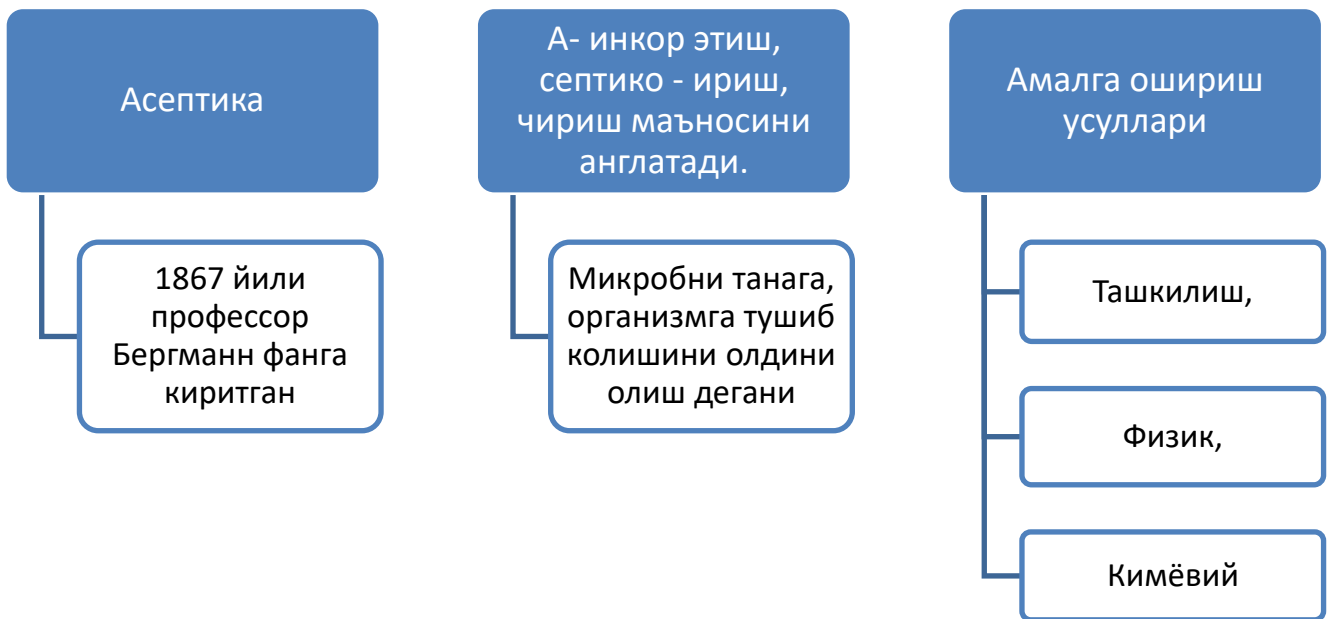 Асептика
1867 йили
профессор
Бергманн фанга
киритган
А- инкор этиш,
септико - ириш,
чириш маъносини
англатади.
Микробни танага,
организмга тушиб
колишини олдини
олиш дегани
Амалга ошириш
усуллари
Ташкилиш,
Физик,
Кимёвий